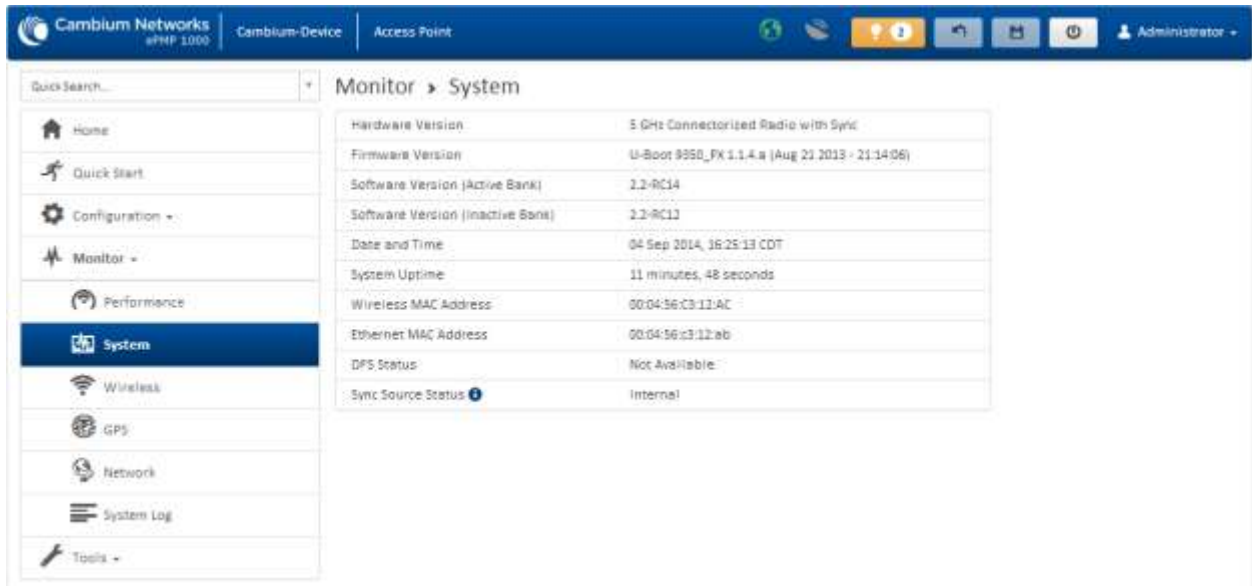 Cambium Networks
ePMP 1000
Cambium-Device
Access Point
2
Administrator
Quick Search...
Monitor › System
Home
Quick Start
Configuration
Monitor
Performance
System
Wireless
GPS
Network
System Log
Tools
Hardware Version 5 GHz Connectorized Radio with Sync
Firmware Version U-Boot 9350_PX 1.1.4.a (Aug 21 2013 - 21:14:06)
Software Version (Active Bank) 2.2-RC14
Software Version (Inactive Bank) 2.2-RC12
Date and Time 04 Sep 2014, 16:25:13 CDT
System Uptime 11 minutes, 48 seconds
Wireless MAC Address 00:04:56:C3:12:AC
Ethernet MAC Address 00:04:56:c3:12:ab
DFS Status Not Available
Sync Source Status Internal